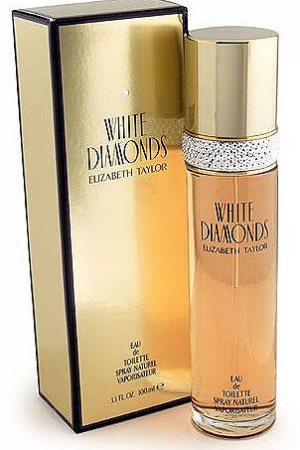 WHITE
DIAMONDS
ELIZABETH TAYLOR
EAU
de
TOILETTE
SPRAY NATUREL
VAPORISATEUR
3.3 FL. OZ. 100 ml e
WHITE
DIAMONDS
ELIZABETH TAYLOR
EAU
de
TOILETTE
SPRAY NATUREL
VAPORISATEUR